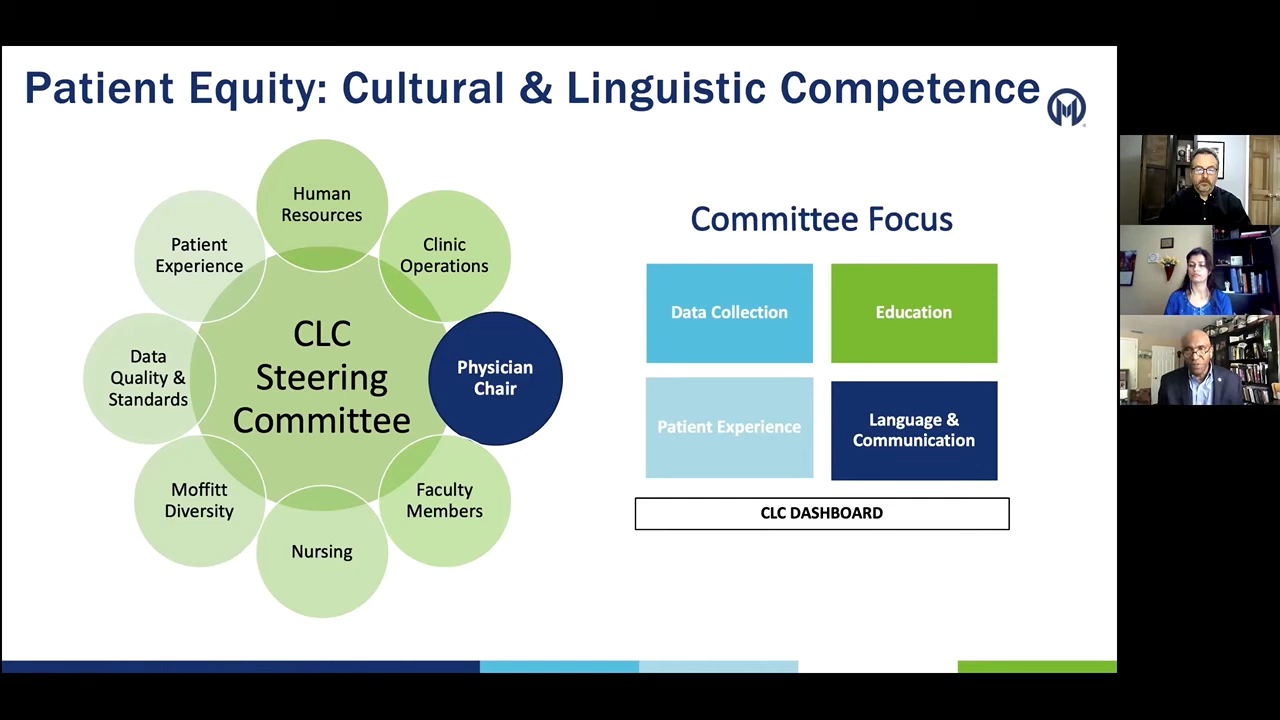 Patient Equity: Cultural & Linguistic Competence
Human
Resources
Clinic
Operations
Physician
Chair
Faculty
Members
Nursing
Moffitt
Diversity
Data
Quality &
Standards
Patient
Experience
CLC
Steering
Committee
Committee Focus
Data Collection
Education
Patient Experience
Language &
Communication
CLC DASHBOARD